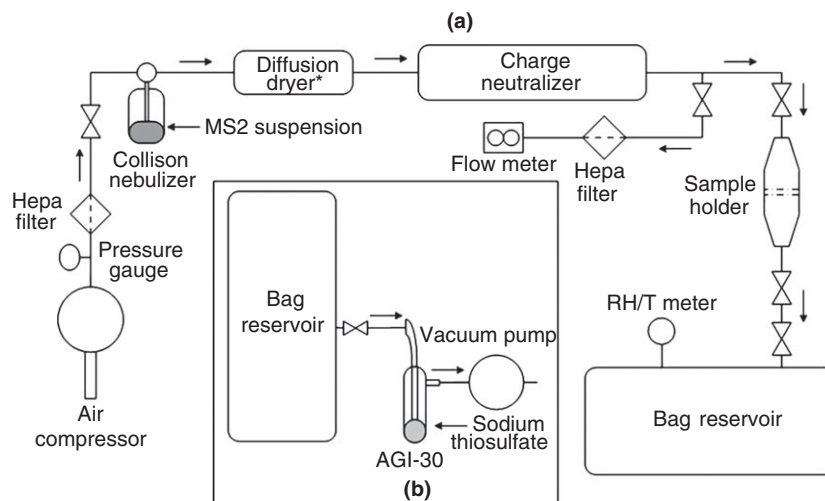 (a)
Diffusion
dryer*
Charge
neutralizer
MS2 suspension
Collison
nebulizer
Flow meter
Hepa
filter
Sample
holder
Hepa
filter
Pressure
gauge
Air
compressor
RH/T meter
Bag reservoir
Bag
reservoir
Vacuum pump
Sodium
thiosulfate
AGI-30
(b)